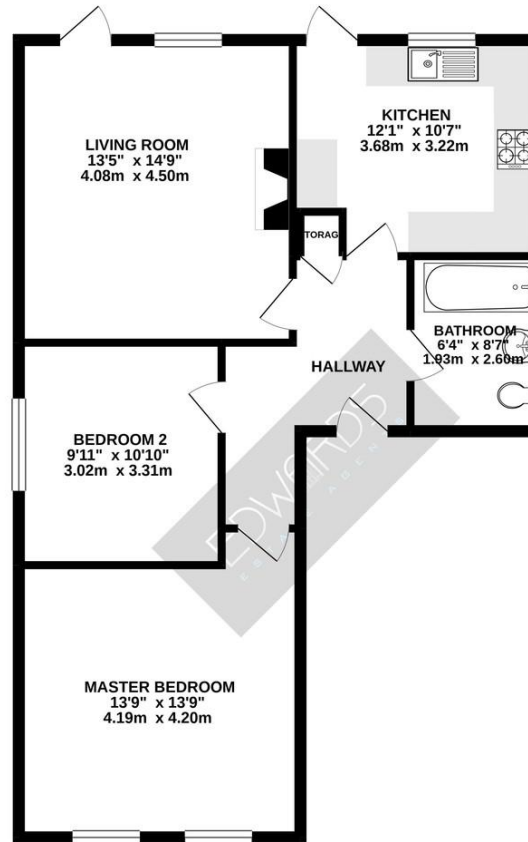 LIVING ROOM
13'5" x 14'9"
4.08m x 4.50m
KITCHEN
12'1" x 10'7"
3.68m x 3.22m
TORAG
BATHROOM
6'4" x 8'7"
1.93m x 2.60m
HALLWAY
BEDROOM 2
9'11" x 10'10"
3.02m x 3.31m
EDWARDS
ESTATE AGENTS
MASTER BEDROOM
13'9" x 13'9"
4.19m x 4.20m